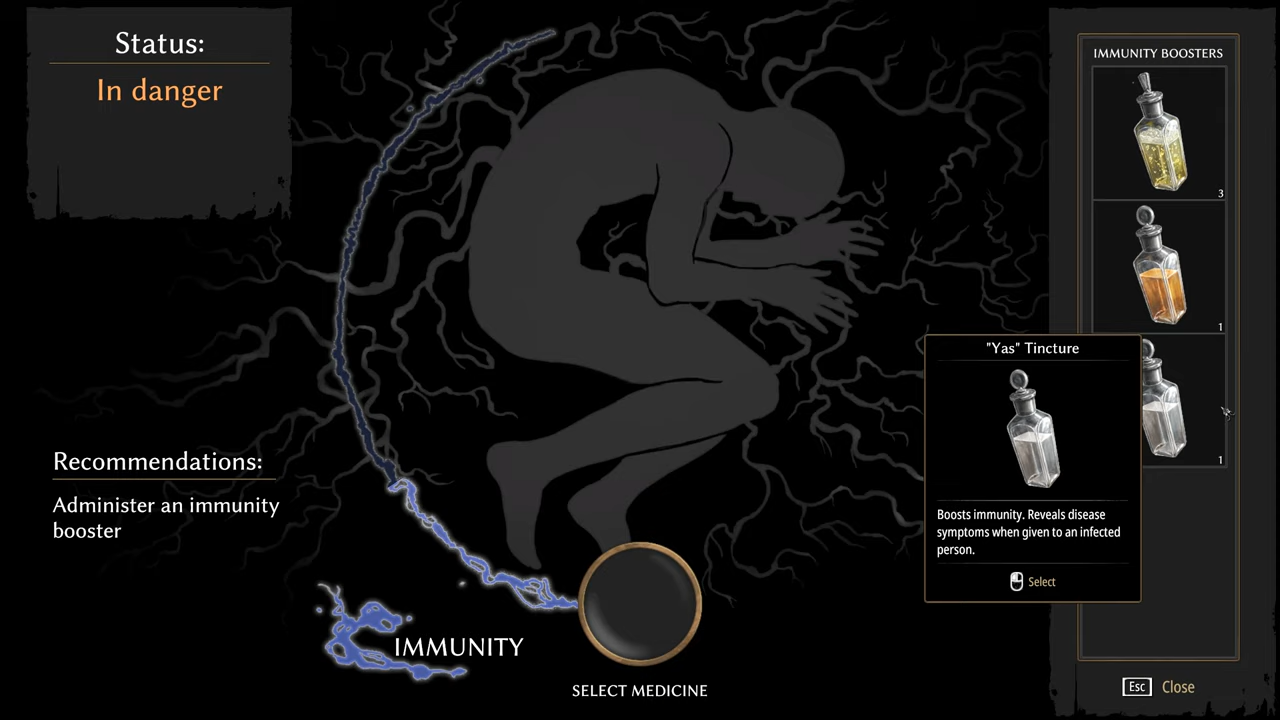 Status:
In danger
IMMUNITY BOOSTERS
3
1
1
"Yas" Tincture
Boosts immunity. Reveals disease
symptoms when given to an infected
person.
Select
Recommendations:
Administer an immunity
booster
IMMUNITY
SELECT MEDICINE
Esc Close